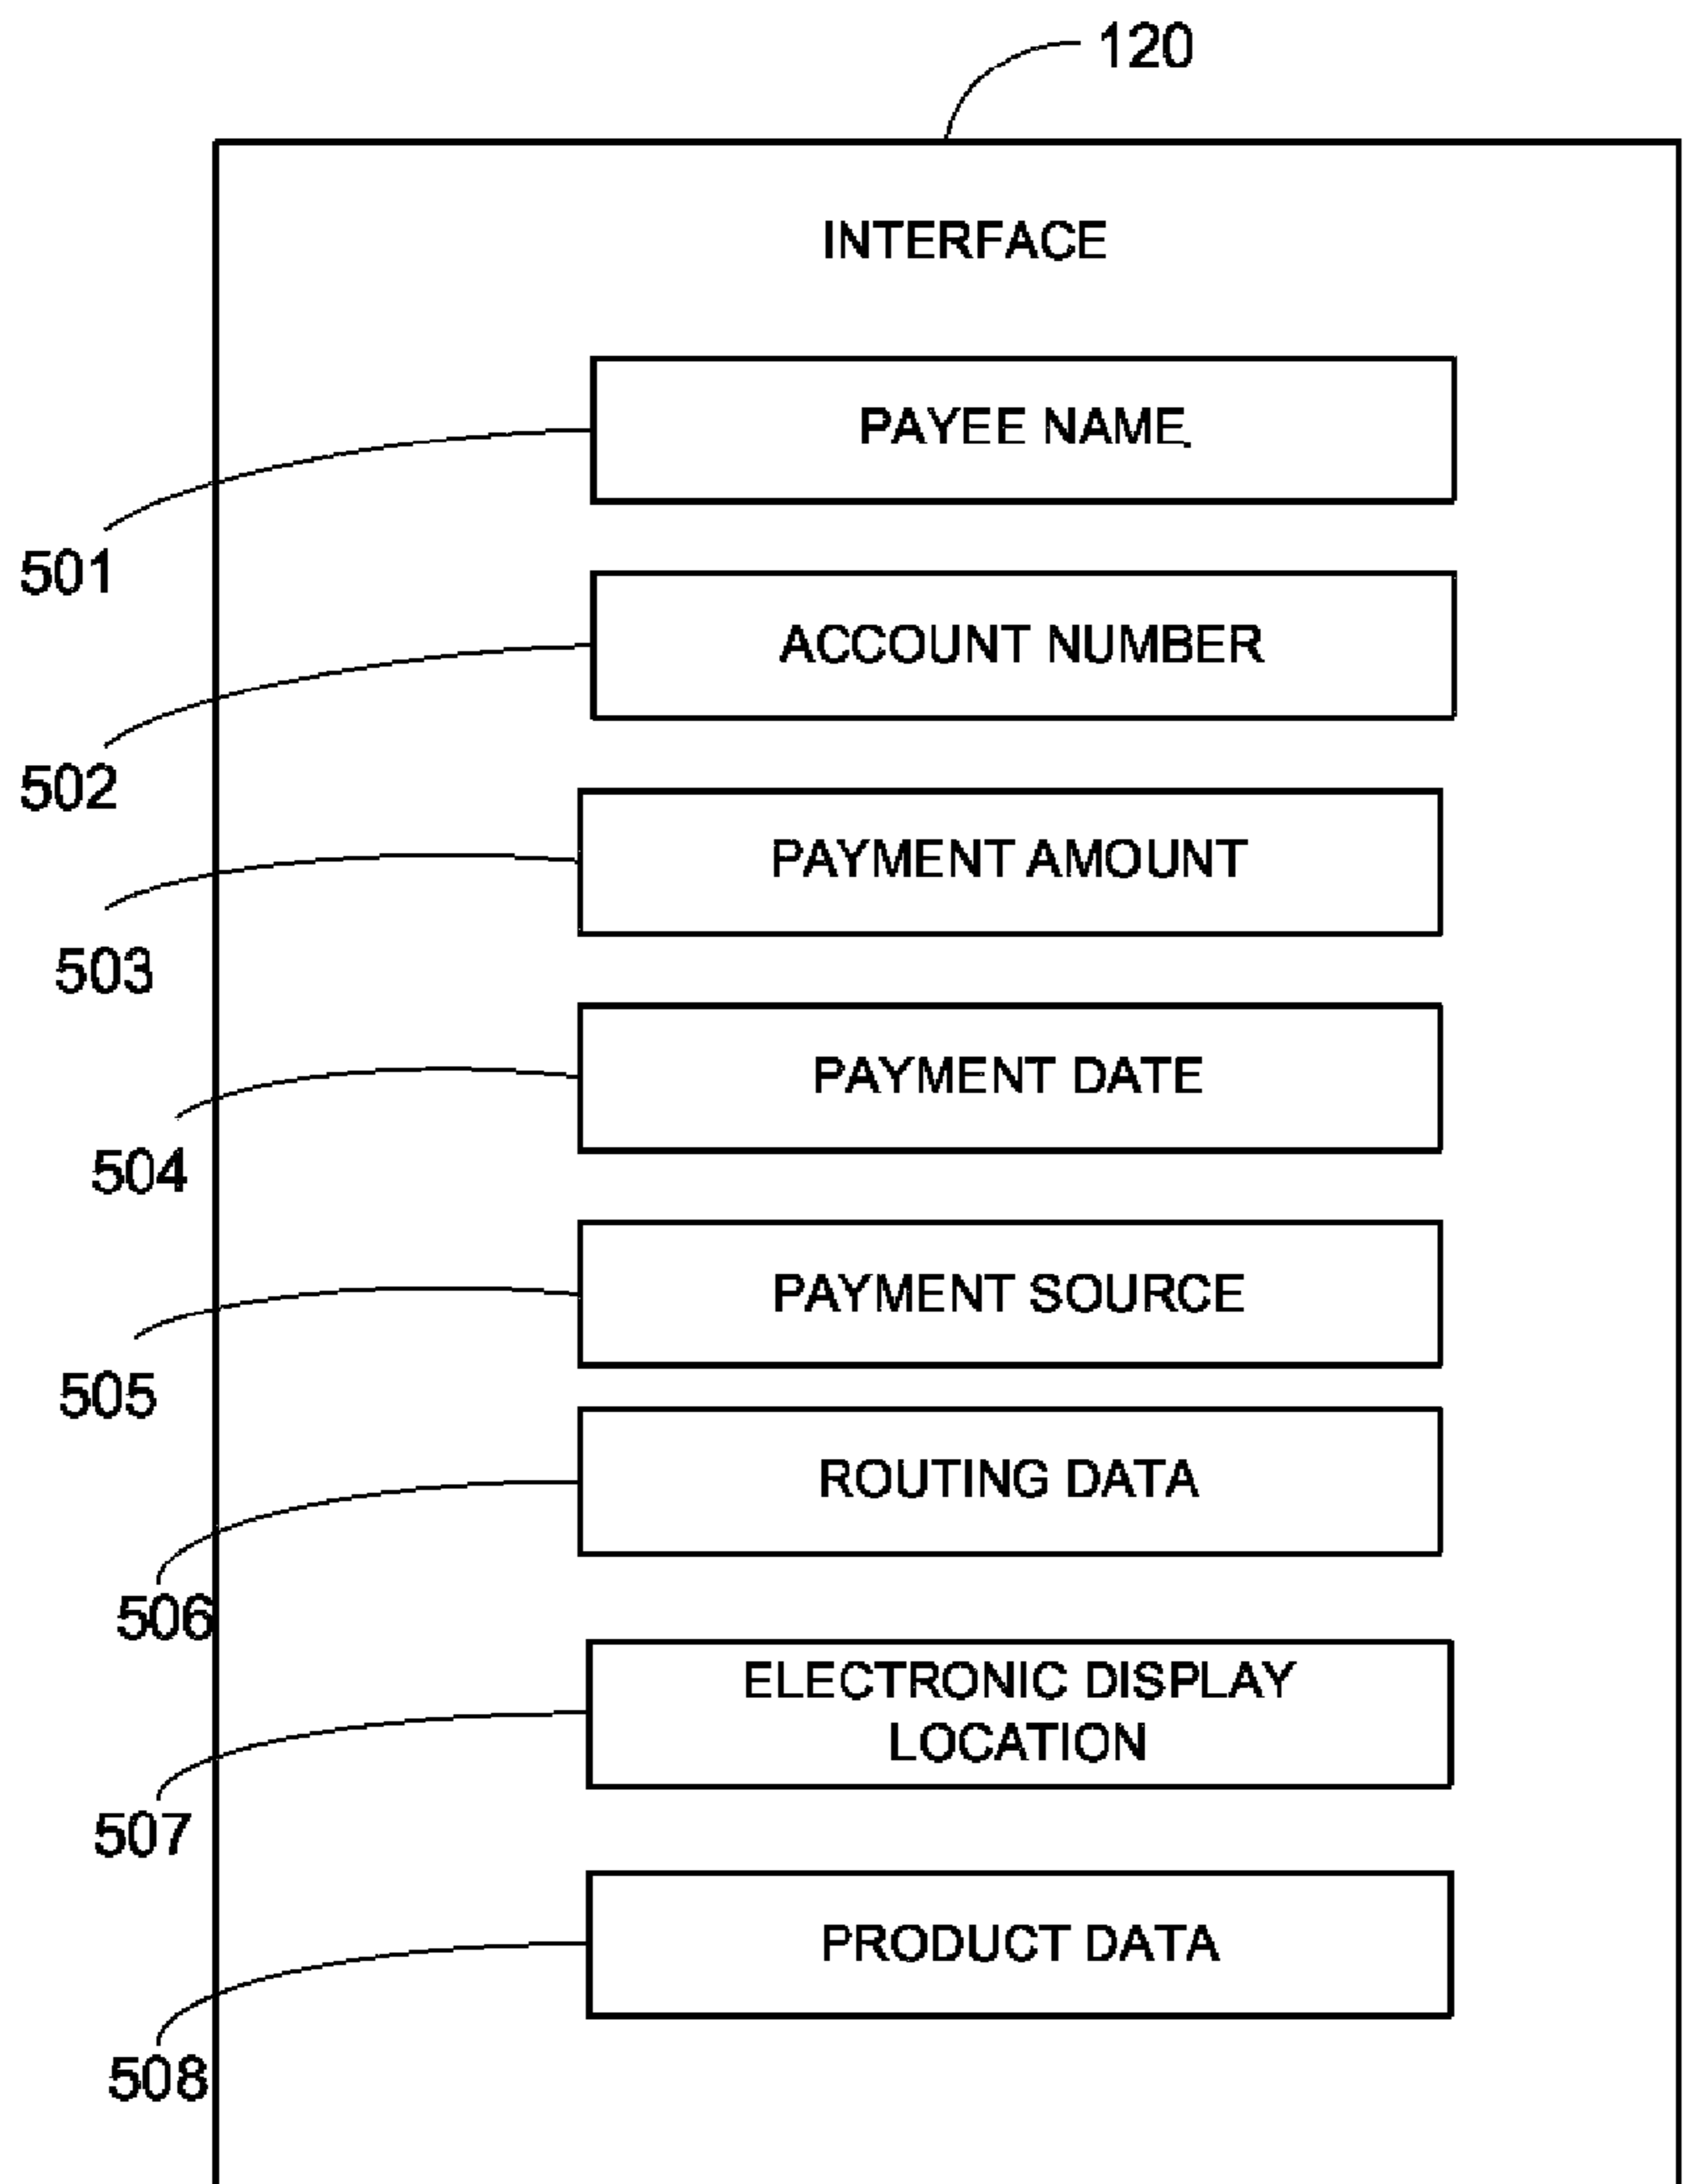 120
INTERFACE
PAYEE NAME
501
ACCOUNT NUMBER
502
PAYMENT AMOUNT
503
PAYMENT DATE
504
PAYMENT SOURCE
505
ROUTING DATA
506
ELECTRONIC DISPLAY
LOCATION
507
PRODUCT DATA
508